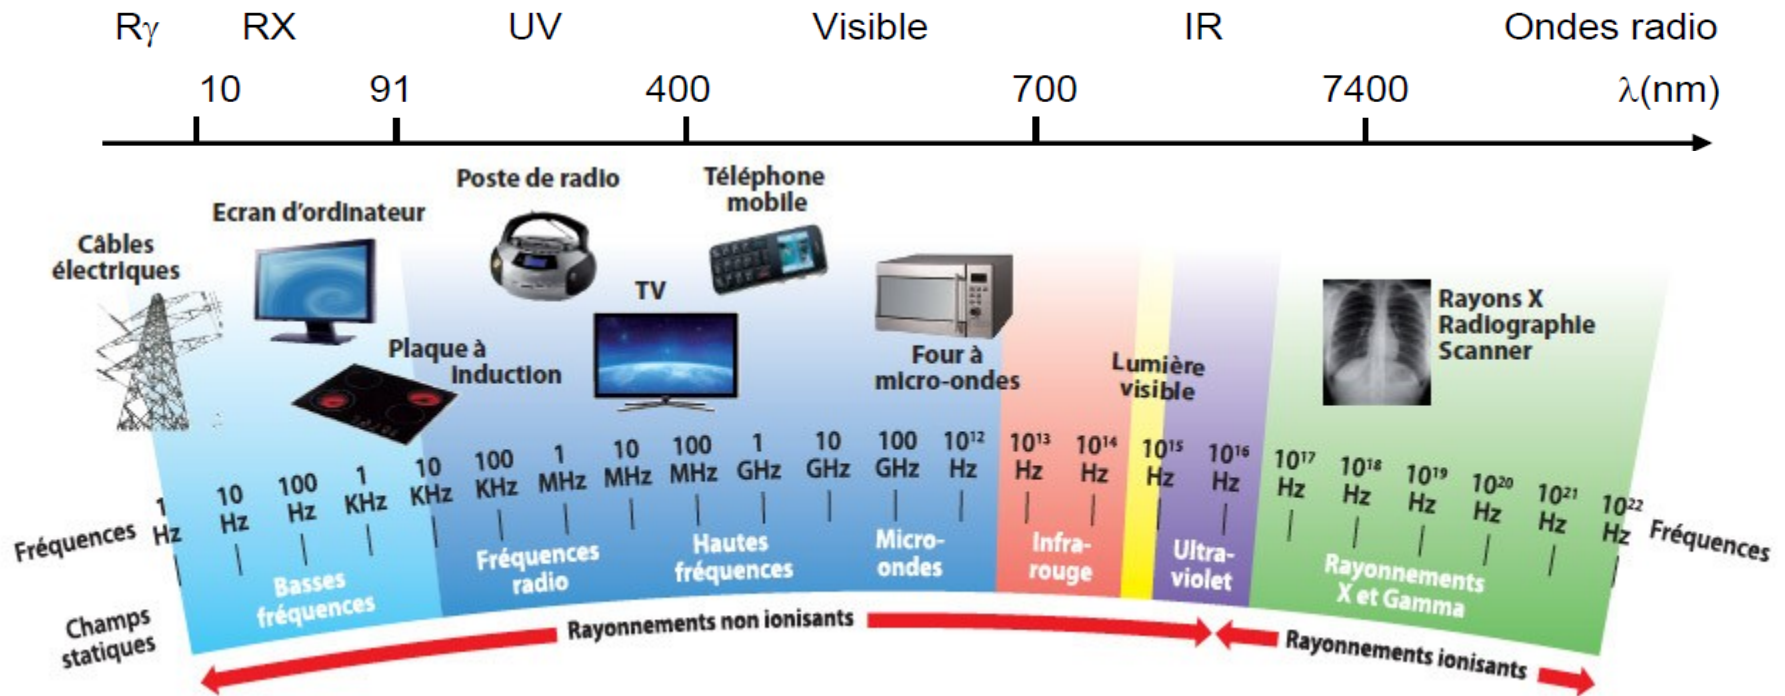 Rγ RX UV Visible IR Ondes radio
10 91 400 700 7400 λ(nm)
Poste de radio
Téléphone
mobile
Ecran d'ordinateur
Câbles
électriques
TV
Rayons X
Radiographie
Scanner
Plaque à
induction
Four à
micro-ondes
Lumière
visible
Fréquences
1
Hz
10
Hz
100
Hz
1
KHz
10
KHz
100
KHz
1
MHz
10
MHz
100
MHz
1
GHz
10
GHz
100
GHz
10¹²
Hz
10¹³
Hz
10¹⁴
Hz
10¹⁵
Hz
10¹⁶
Hz
10¹⁷
Hz
10¹⁸
Hz
10¹⁹
Hz
10²⁰
Hz
10²¹
Hz
10²²
Hz
Fréquences
Basses
fréquences
Fréquences
radio
Hautes
fréquences
Micro-
ondes
Infra-
rouge
Ultra-
violet
Rayonnements
X et Gamma
Champs
statiques
Rayonnements non ionisants
Rayonnements ionisants